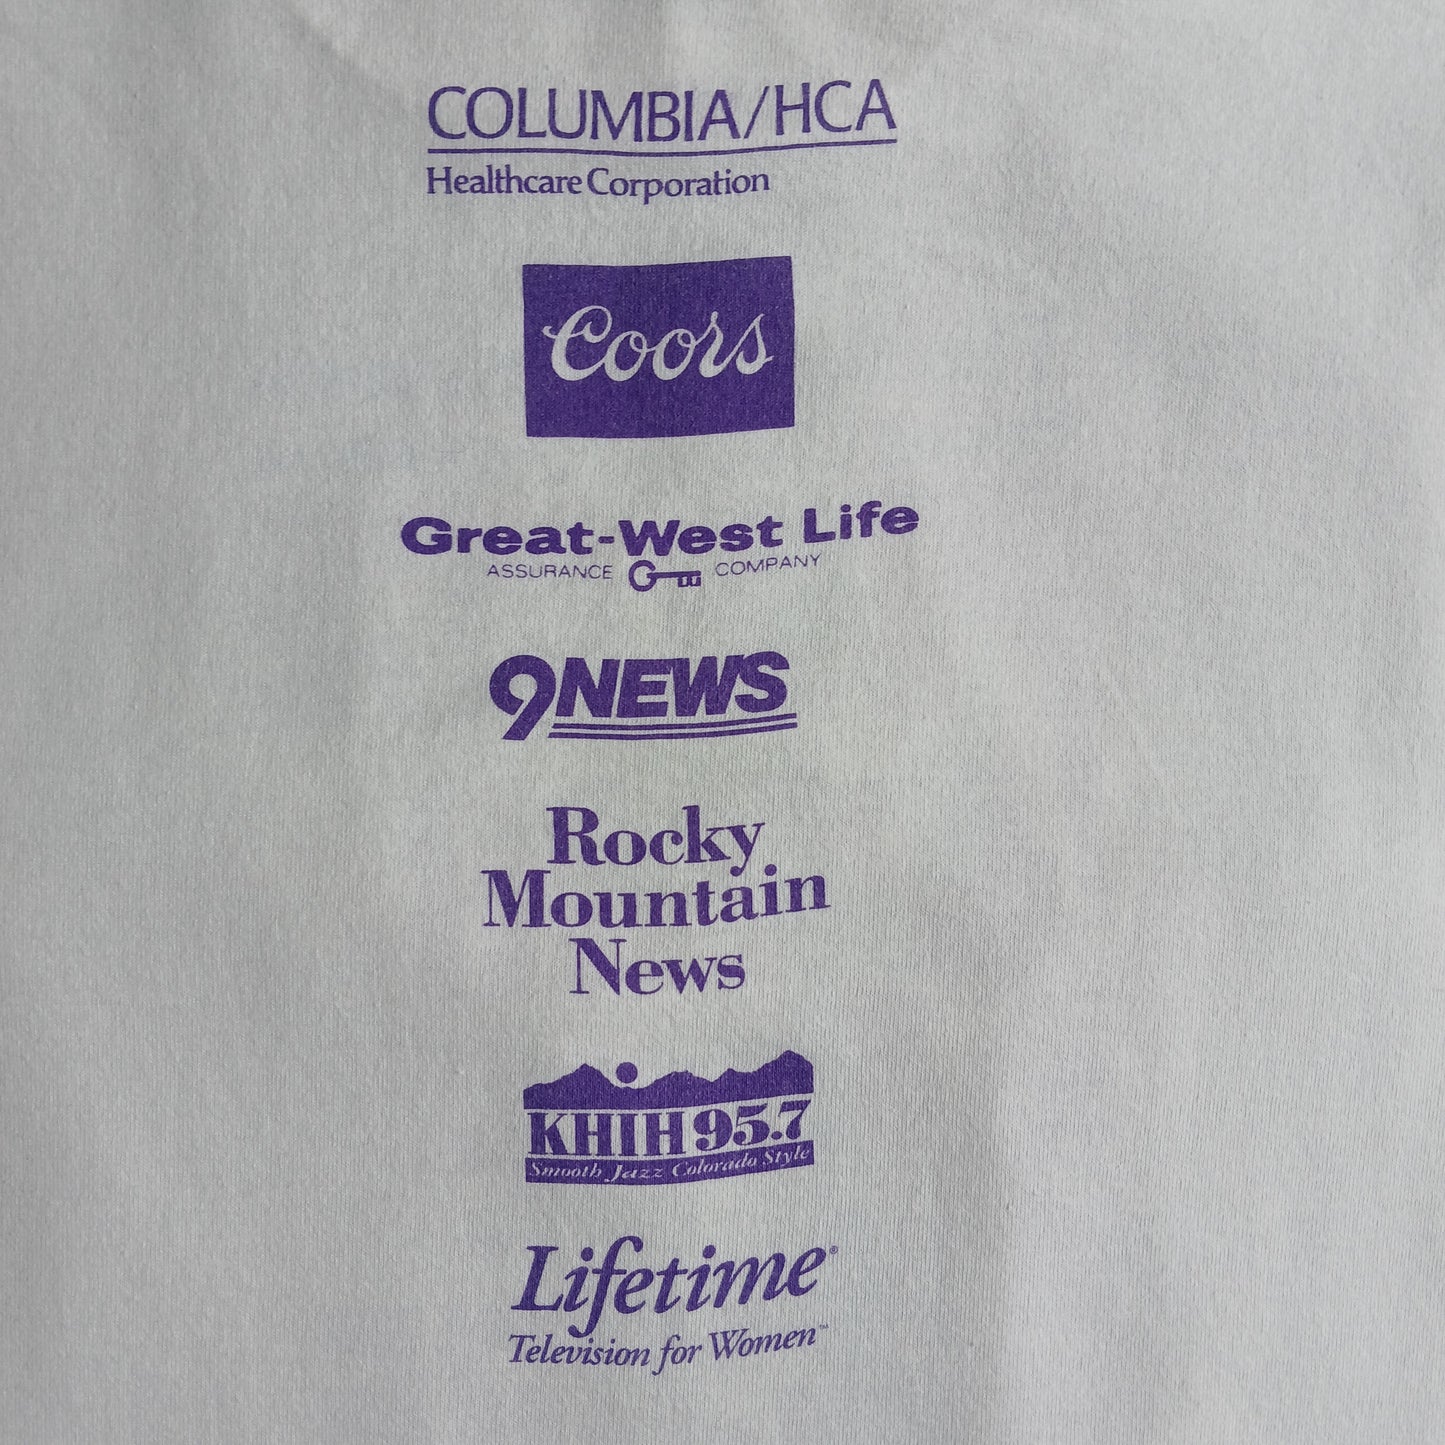 COLUMBIA/HCA
Healthcare Corporation
Coors
Great-West Life
ASSURANCE G COMPANY
9NEWS
Rocky
Mountain
News
KHIH 95.7
Smooth Jazz Colorado Style
Lifetime®
Television for Women™